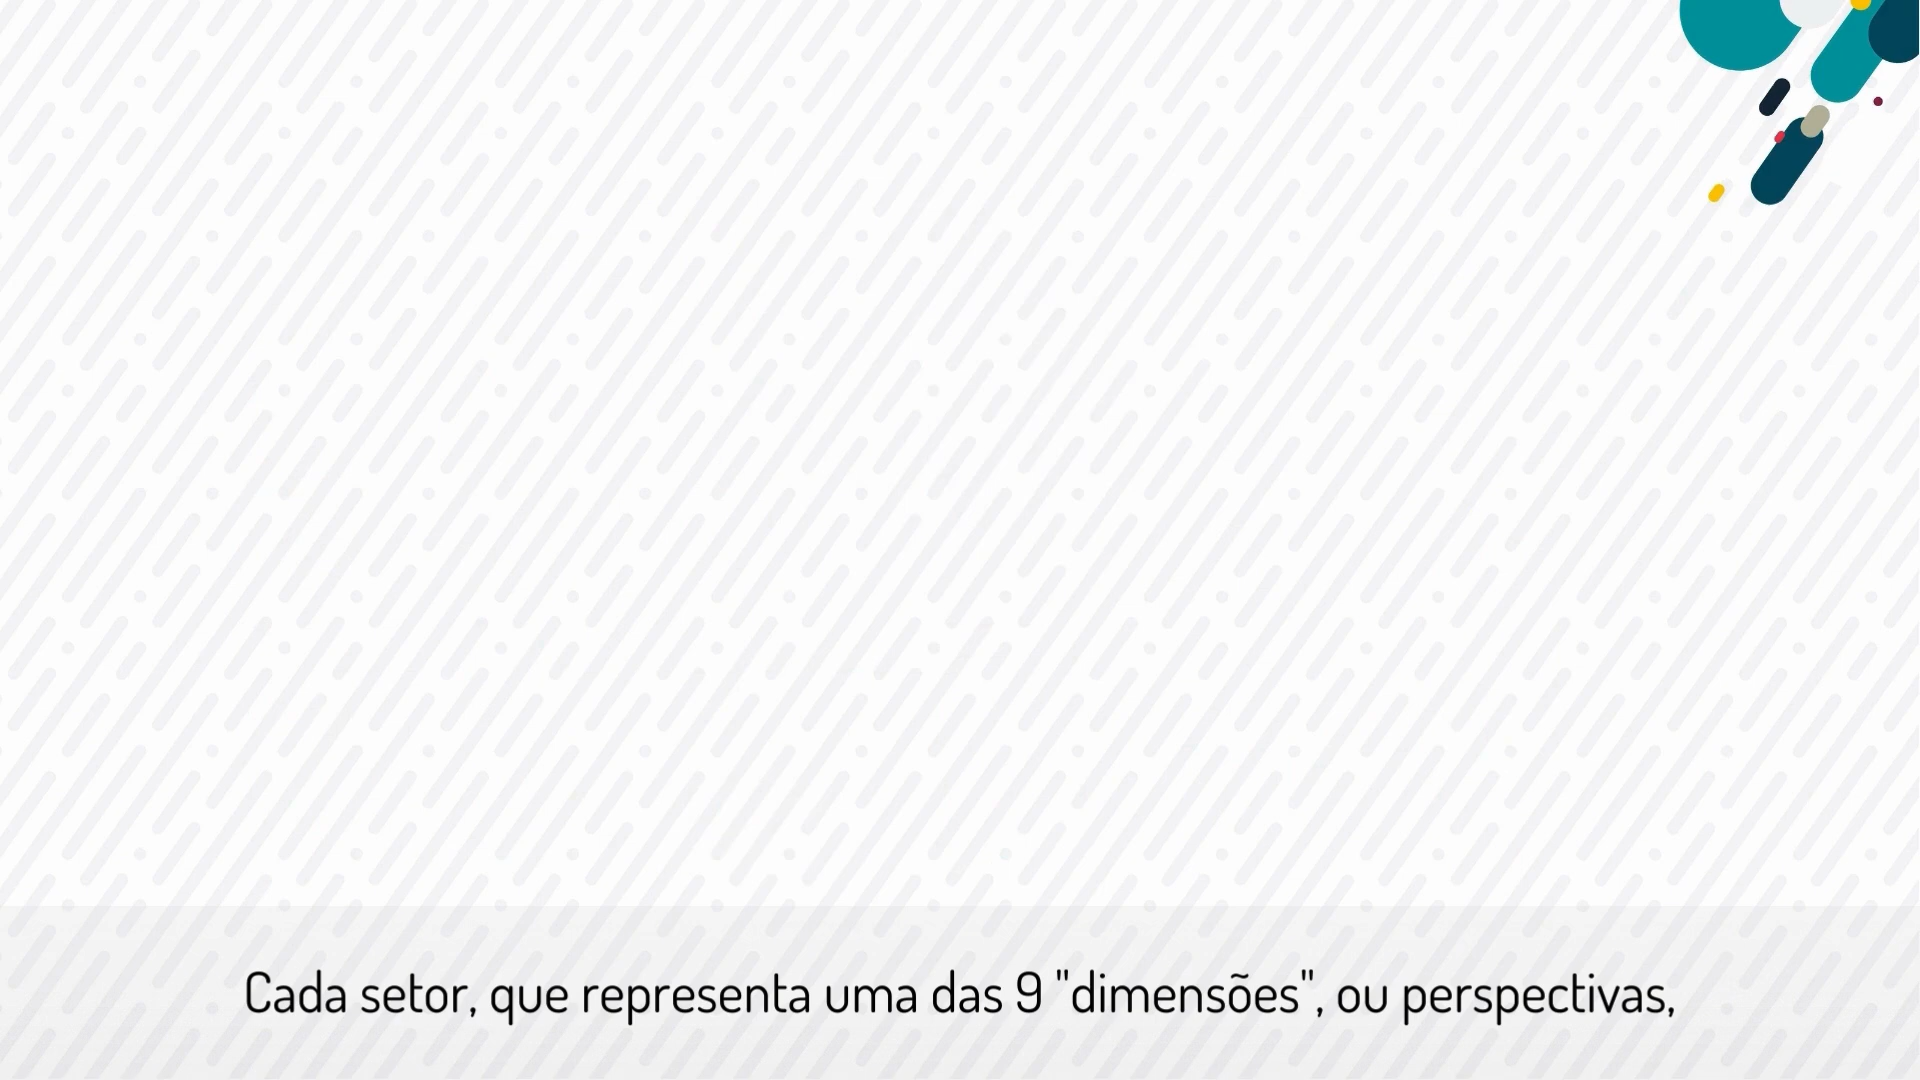 Cada setor, que representa uma das 9 "dimensões", ou perspectivas,